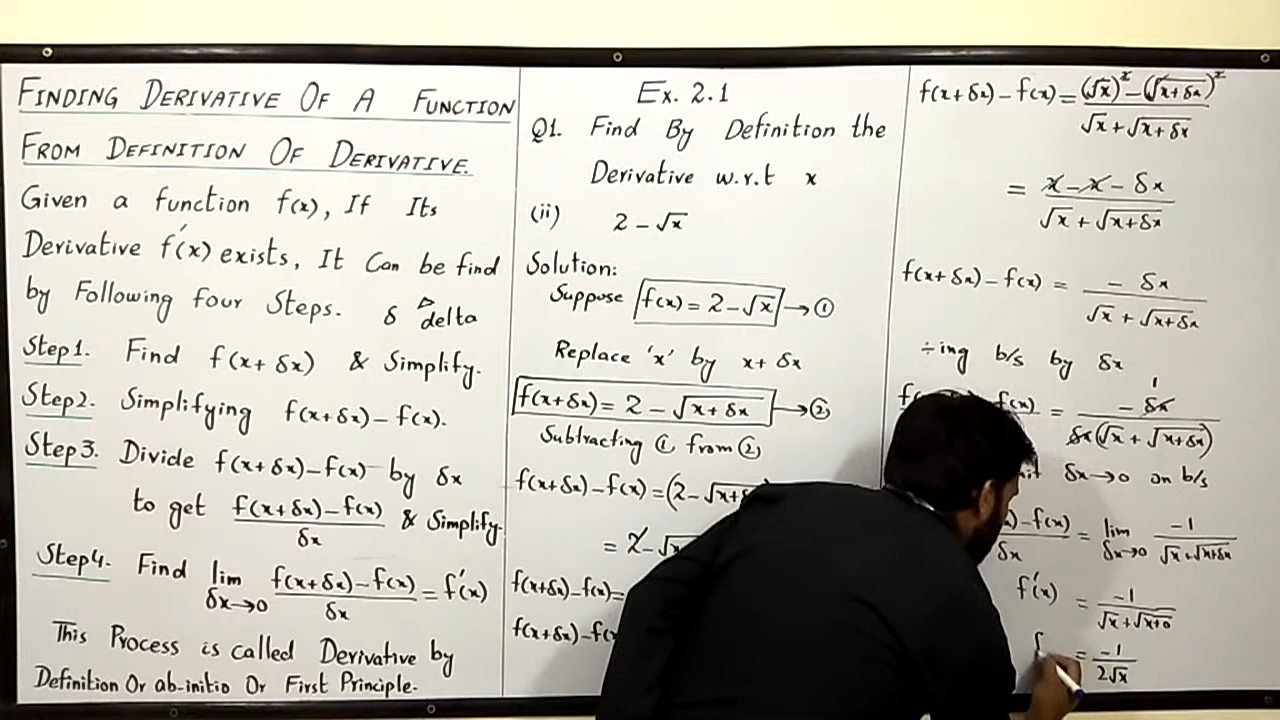 FINDING DERIVATIVE OF A FUNCTION
FROM DEFINITION OF DERIVATIVE.
Given a function f(x), If Its
Derivative f'(x) exists, It Can be find
by Following four Steps. δ Δ delta
Step1. Find f(x+δx) & Simplify.
Step2. Simplifying f(x+δx)-f(x).
Step3. Divide f(x+δx)-f(x) by δx
to get (f(x+δx)-f(x))/δx & Simplify.
Step4. Find lim δx→0 (f(x+δx)-f(x))/δx = f'(x)
This Process is called Derivative by
Definition Or ab-initio Or First Principle.
Ex. 2.1
Q1. Find By Definition the
Derivative w.r.t x
(ii) 2-√x
Solution:
Suppose f(x) = 2-√x → ①
Replace 'x' by x+δx
f(x+δx) = 2-√x+δx → ②
Subtracting ① from ②
f(x+δx)-f(x) = (2-√x+δ
= 2-√x
f(x+δx)-f(x)=
f(x+δx)-f(x
f(x+δx)-f(x) = ((√x)²-(√x+δx)²)/(√x+√x+δx)
= (x-x-δx)/(√x+√x+δx)
f(x+δx)-f(x) = -δx/(√x+√x+δx)
÷ing b/s by δx
f(x) = -δx/(δx(√x+√x+δx)) 1
δx→0 on b/s
)-f(x)/δx = lim δx→0 -1/(√x+√x+δx)
f'(x) = -1/(√x+√x+0)
= -1/(2√x)